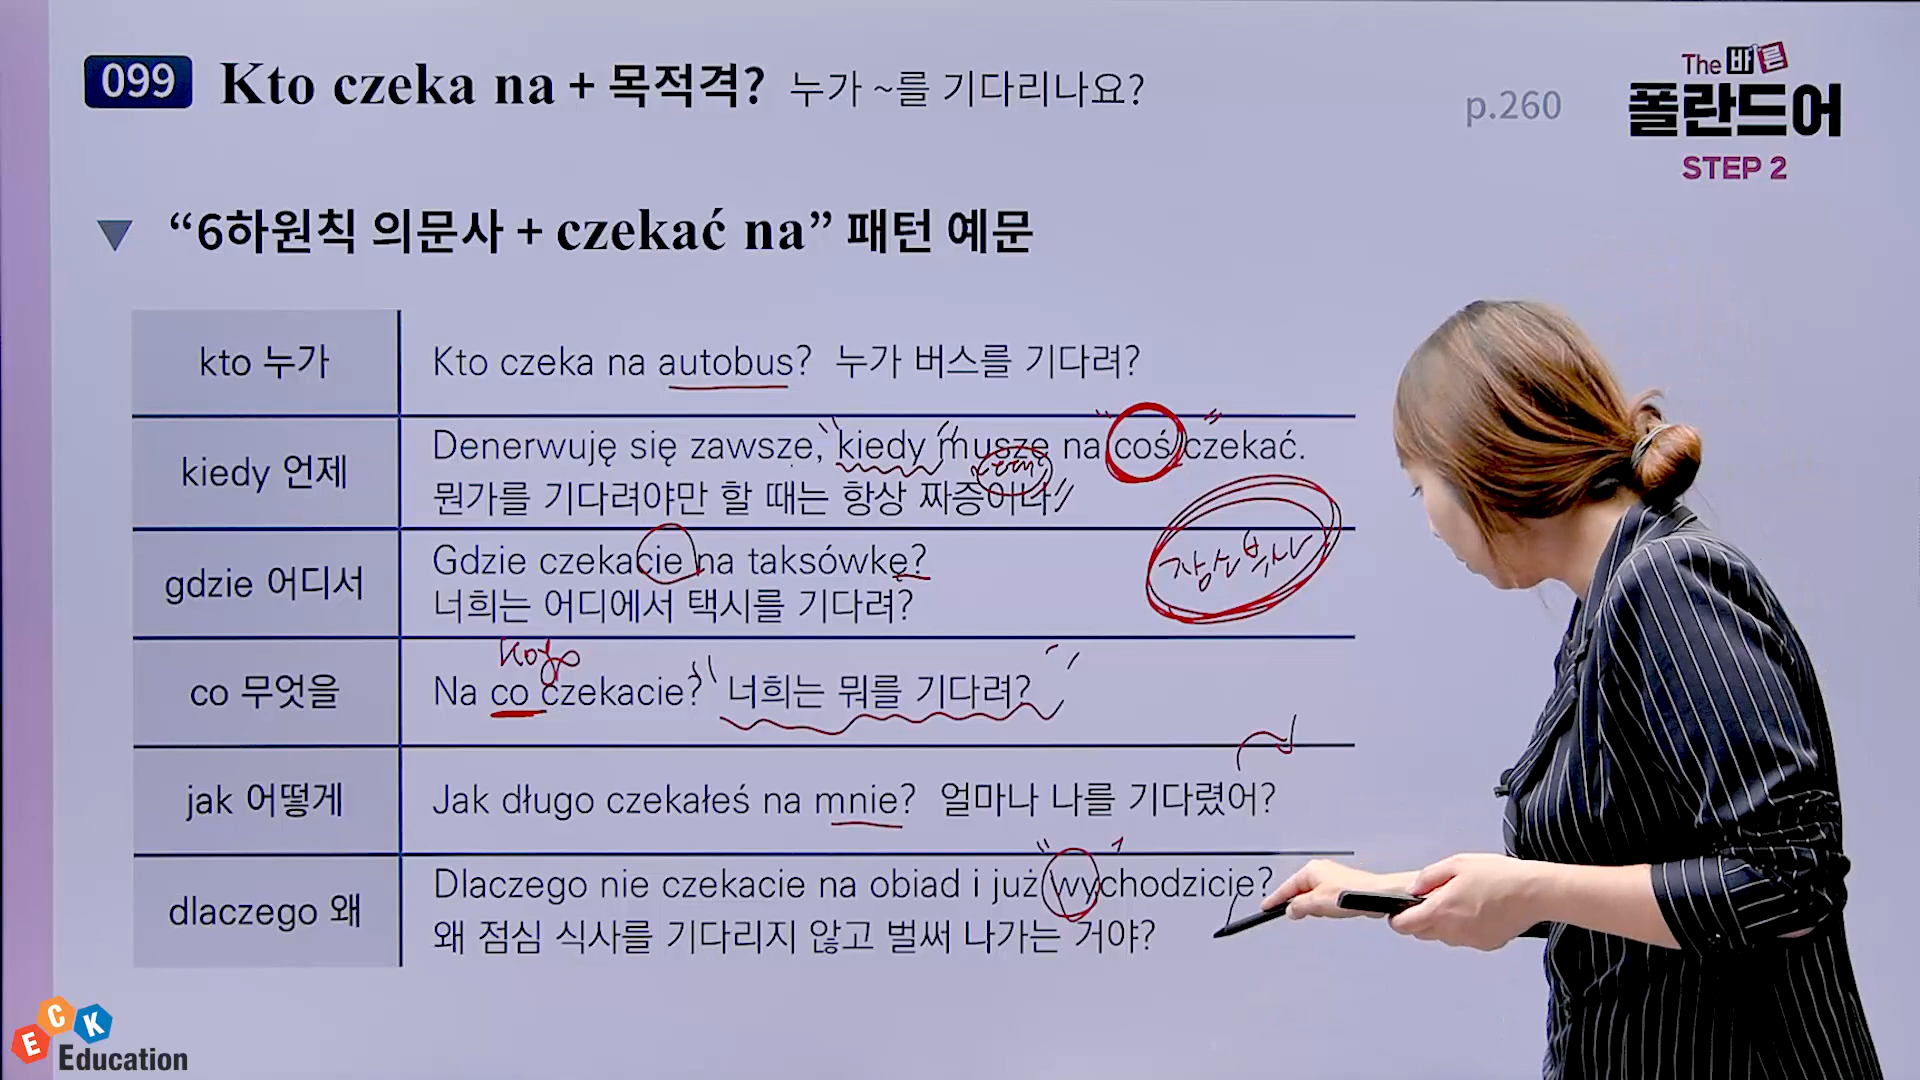 099 Kto czeka na + 목적격? 누가 ~를 기다리나요?
p.260
The 바른
폴란드어
STEP 2
“6하원칙 의문사 + czekać na” 패턴 예문
kto 누가
Kto czeka na autobus? 누가 버스를 기다려?
kiedy 언제
Denerwuję się zawsze, kiedy muszę na coś czekać.
뭔가를 기다려야만 할 때는 항상 짜증이나
장소부사
gdzie 어디서
Gdzie czekacie na taksówkę?
너희는 어디에서 택시를 기다려?
kogo
co 무엇을
Na co czekacie? 너희는 뭐를 기다려?
jak 어떻게
Jak długo czekałeś na mnie? 얼마나 나를 기다렸어?
dlaczego 왜
Dlaczego nie czekacie na obiad i już wychodzicie?
왜 점심 식사를 기다리지 않고 벌써 나가는 거야?
ECK
Education